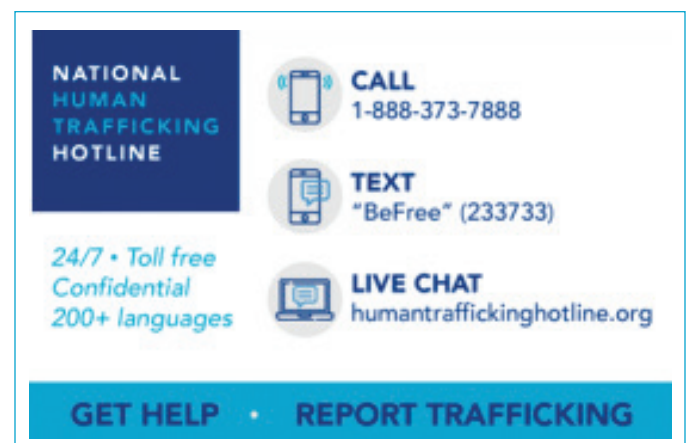 NATIONAL
HUMAN
TRAFFICKING
HOTLINE
24/7 • Toll free
Confidential
200+ languages
CALL
1-888-373-7888
TEXT
"BeFree" (233733)
LIVE CHAT
humantraffickinghotline.org
GET HELP • REPORT TRAFFICKING